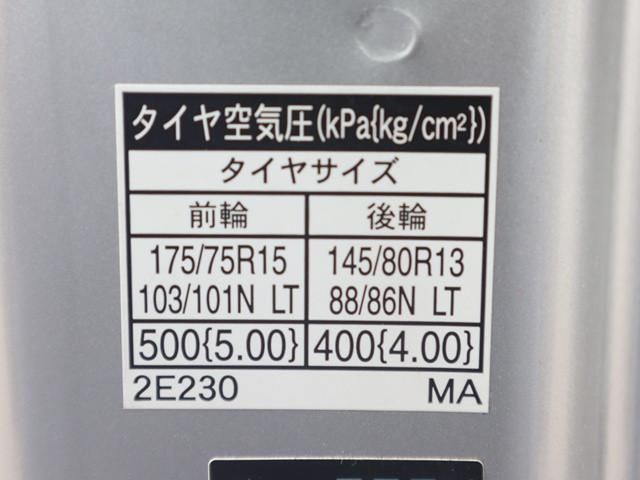 タイヤ空気圧(kPa{kg/cm²})
タイヤサイズ
前輪 後輪
175/75R15 145/80R13
103/101N LT 88/86N LT
500{5.00} 400{4.00}
2E230 MA